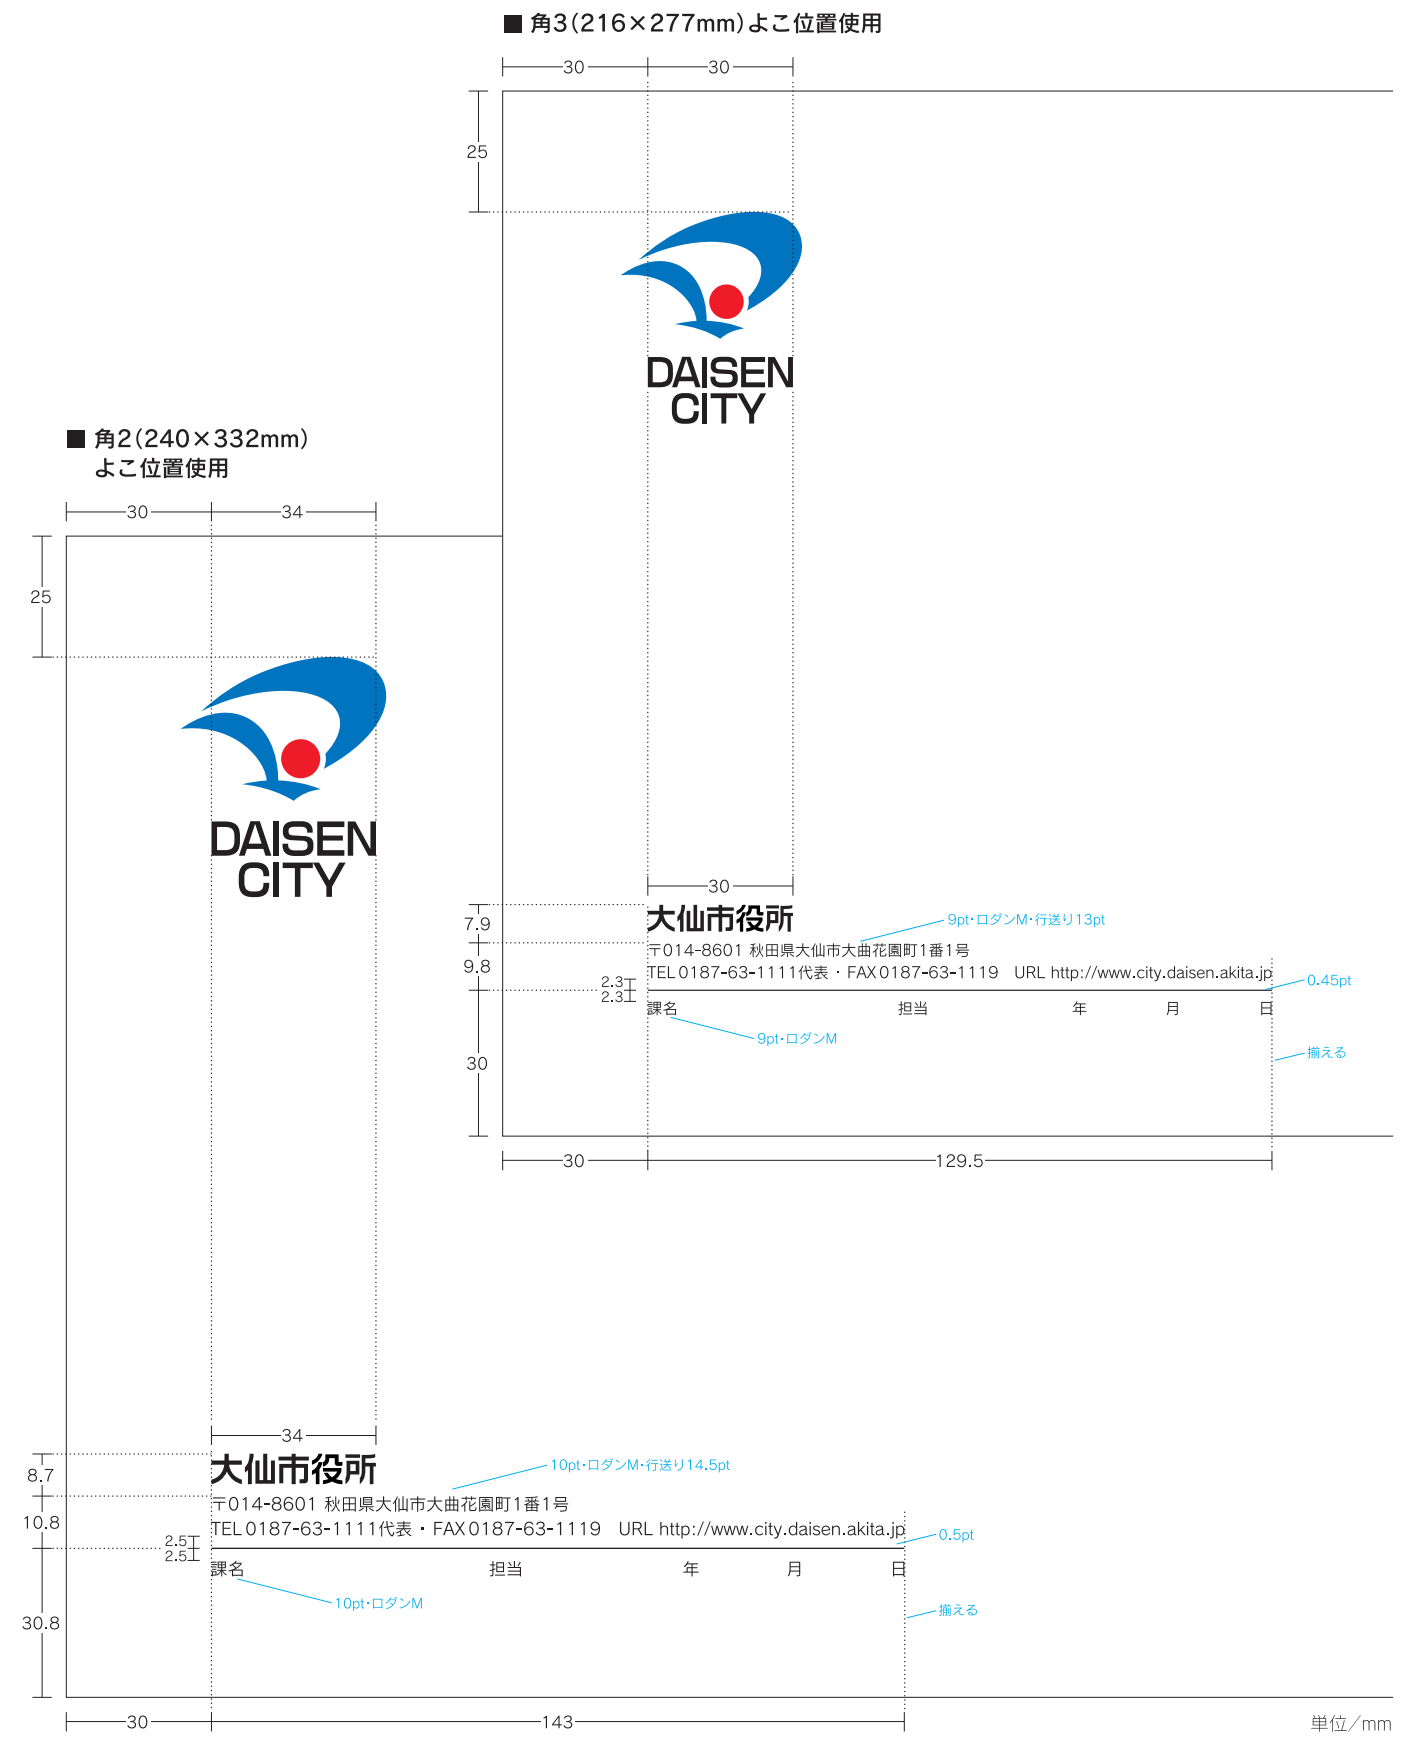 ■ 角3(216×277mm)よこ位置使用
30
30
25
DAISEN
CITY
30
7.9
大仙市役所
9pt・ロダンM・行送り13pt
〒014-8601 秋田県大仙市大曲花園町1番1号
9.8
TEL 0187-63-1111代表・FAX 0187-63-1119 URL http://www.city.daisen.akita.jp
2.3
2.3
0.45pt
課名 担当 年 月 日
9pt・ロダンM
揃える
30
30
129.5
■ 角2(240×332mm)
よこ位置使用
30
34
25
DAISEN
CITY
34
8.7
大仙市役所
10pt・ロダンM・行送り14.5pt
〒014-8601 秋田県大仙市大曲花園町1番1号
10.8
TEL 0187-63-1111代表・FAX 0187-63-1119 URL http://www.city.daisen.akita.jp
2.5
2.5
0.5pt
課名 担当 年 月 日
10pt・ロダンM
揃える
30.8
30
143
単位/mm